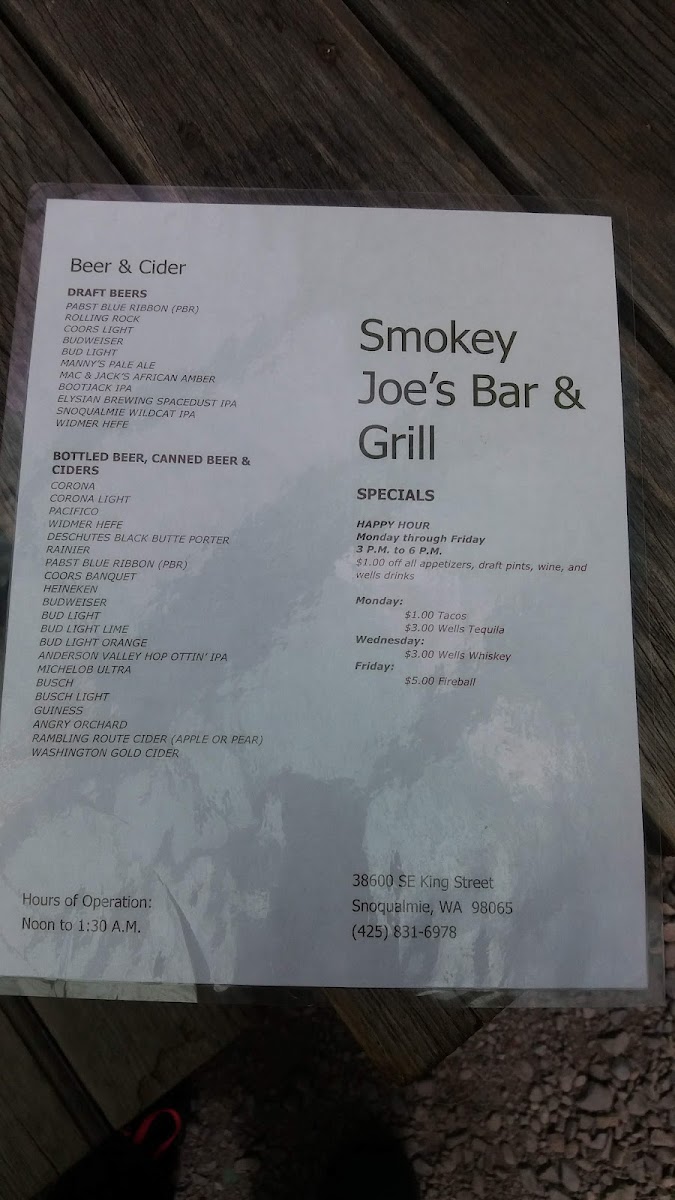 Beer & Cider
DRAFT BEERS
PABST BLUE RIBBON (PBR)
ROLLING ROCK
COORS LIGHT
BUDWEISER
BUD LIGHT
MANNY'S PALE ALE
MAC & JACK'S AFRICAN AMBER
BOOTJACK IPA
ELYSIAN BREWING SPACEDUST IPA
SNOQUALMIE WILDCAT IPA
WIDMER HEFE
BOTTLED BEER, CANNED BEER &
CIDERS
CORONA
CORONA LIGHT
PACIFICO
WIDMER HEFE
DESCHUTES BLACK BUTTE PORTER
RAINIER
PABST BLUE RIBBON (PBR)
COORS BANQUET
HEINEKEN
BUDWEISER
BUD LIGHT
BUD LIGHT LIME
BUD LIGHT ORANGE
ANDERSON VALLEY HOP OTTIN' IPA
MICHELOB ULTRA
BUSCH
BUSCH LIGHT
GUINESS
ANGRY ORCHARD
RAMBLING ROUTE CIDER (APPLE OR PEAR)
WASHINGTON GOLD CIDER
Hours of Operation:
Noon to 1:30 A.M.
Smokey
Joe's Bar &
Grill
SPECIALS
HAPPY HOUR
Monday through Friday
3 P.M. to 6 P.M.
$1.00 off all appetizers, draft pints, wine, and
wells drinks
Monday:
$1.00 Tacos
$3.00 Wells Tequila
Wednesday:
$3.00 Wells Whiskey
Friday:
$5.00 Fireball
38600 SE King Street
Snoqualmie, WA 98065
(425) 831-6978